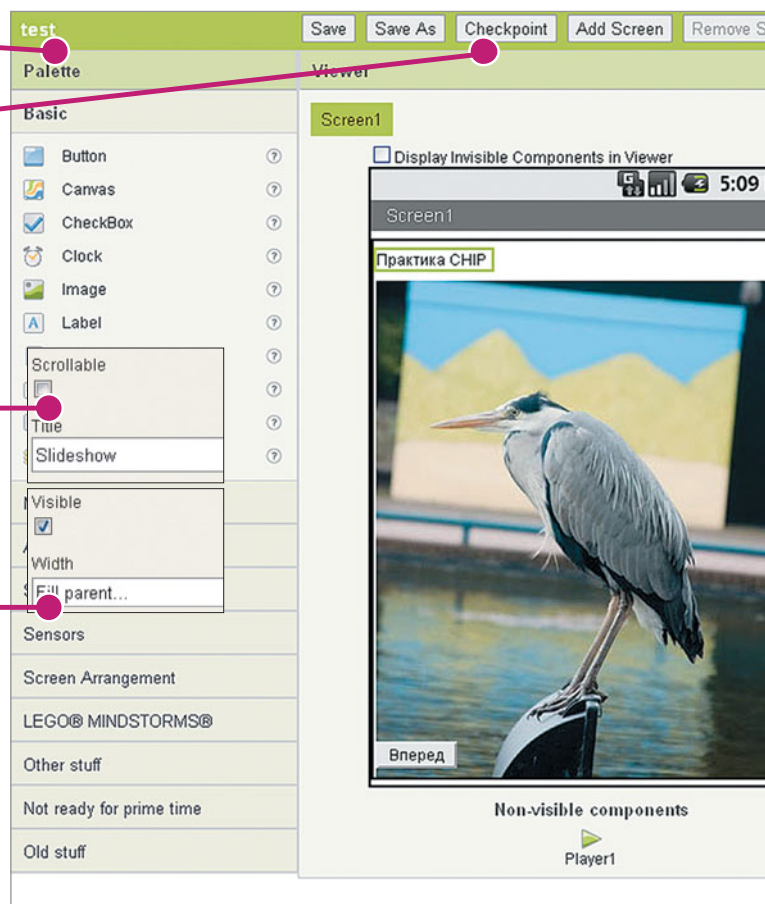 test
Save
Save As
Checkpoint
Add Screen
Remove S
Palette
Viewer
Basic
Button
Canvas
CheckBox
Clock
Image
Label
Scrollable
Title
Slideshow
Visible
Width
Fill parent...
Sensors
Screen Arrangement
LEGO® MINDSTORMS®
Other stuff
Not ready for prime time
Old stuff
Screen1
Display Invisible Components in Viewer
5:09
Screen1
Практика CHIP
Вперед
Non-visible components
Player1